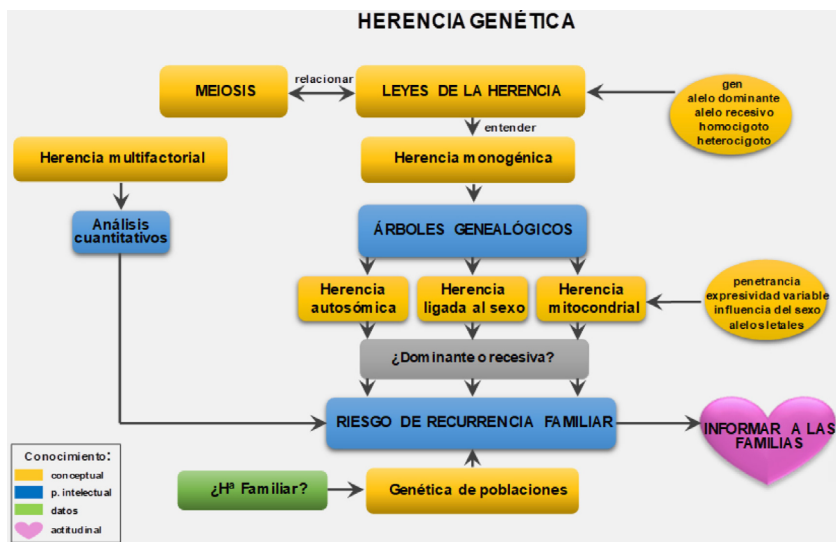 HERENCIA GENÉTICA
MEIOSIS
relacionar
LEYES DE LA HERENCIA
gen
alelo dominante
alelo recesivo
homocigoto
heterocigoto
entender
Herencia multifactorial
Herencia monogénica
Análisis
cuantitativos
ÁRBOLES GENEALÓGICOS
Herencia
autosómica
Herencia
ligada al sexo
Herencia
mitocondrial
penetrancia
expresividad variable
influencia del sexo
alelos letales
¿Dominante o recesiva?
RIESGO DE RECURRENCIA FAMILIAR
INFORMAR A LAS
FAMILIAS
¿Hª Familiar?
Genética de poblaciones
Conocimiento:
conceptual
p. intelectual
datos
actitudinal